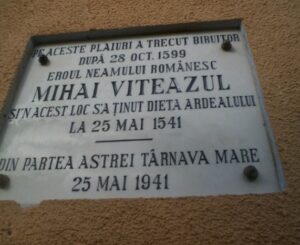 PE ACESTE PLAIURI A TRECUT BIRUITOR
DUPĂ 28 OCT. 1599
EROUL NEAMULUI ROMÂNESC
MIHAI VITEAZUL
ȘI'N ACEST LOC S'A ȚINUT DIETA ARDEALULUI
LA 25 MAI 1541
DIN PARTEA ASTREI TÂRNAVA MARE
25 MAI 1941